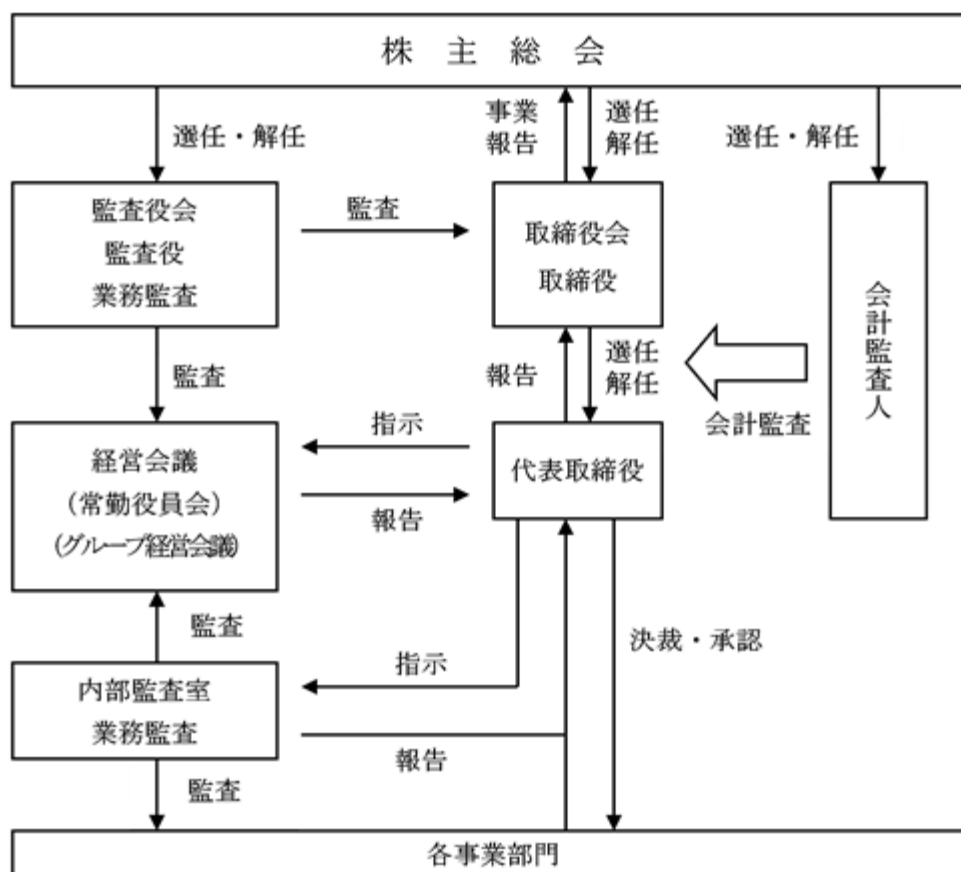 株主総会
選任・解任
事業
報告
選任
解任
選任・解任
監査役会
監査役
業務監査
監査
取締役会
取締役
会計監査人
監査
報告
選任
解任
会計監査
経営会議
（常勤役員会）
（グループ経営会議）
指示
報告
代表取締役
監査
決裁・承認
内部監査室
業務監査
指示
報告
監査
各事業部門